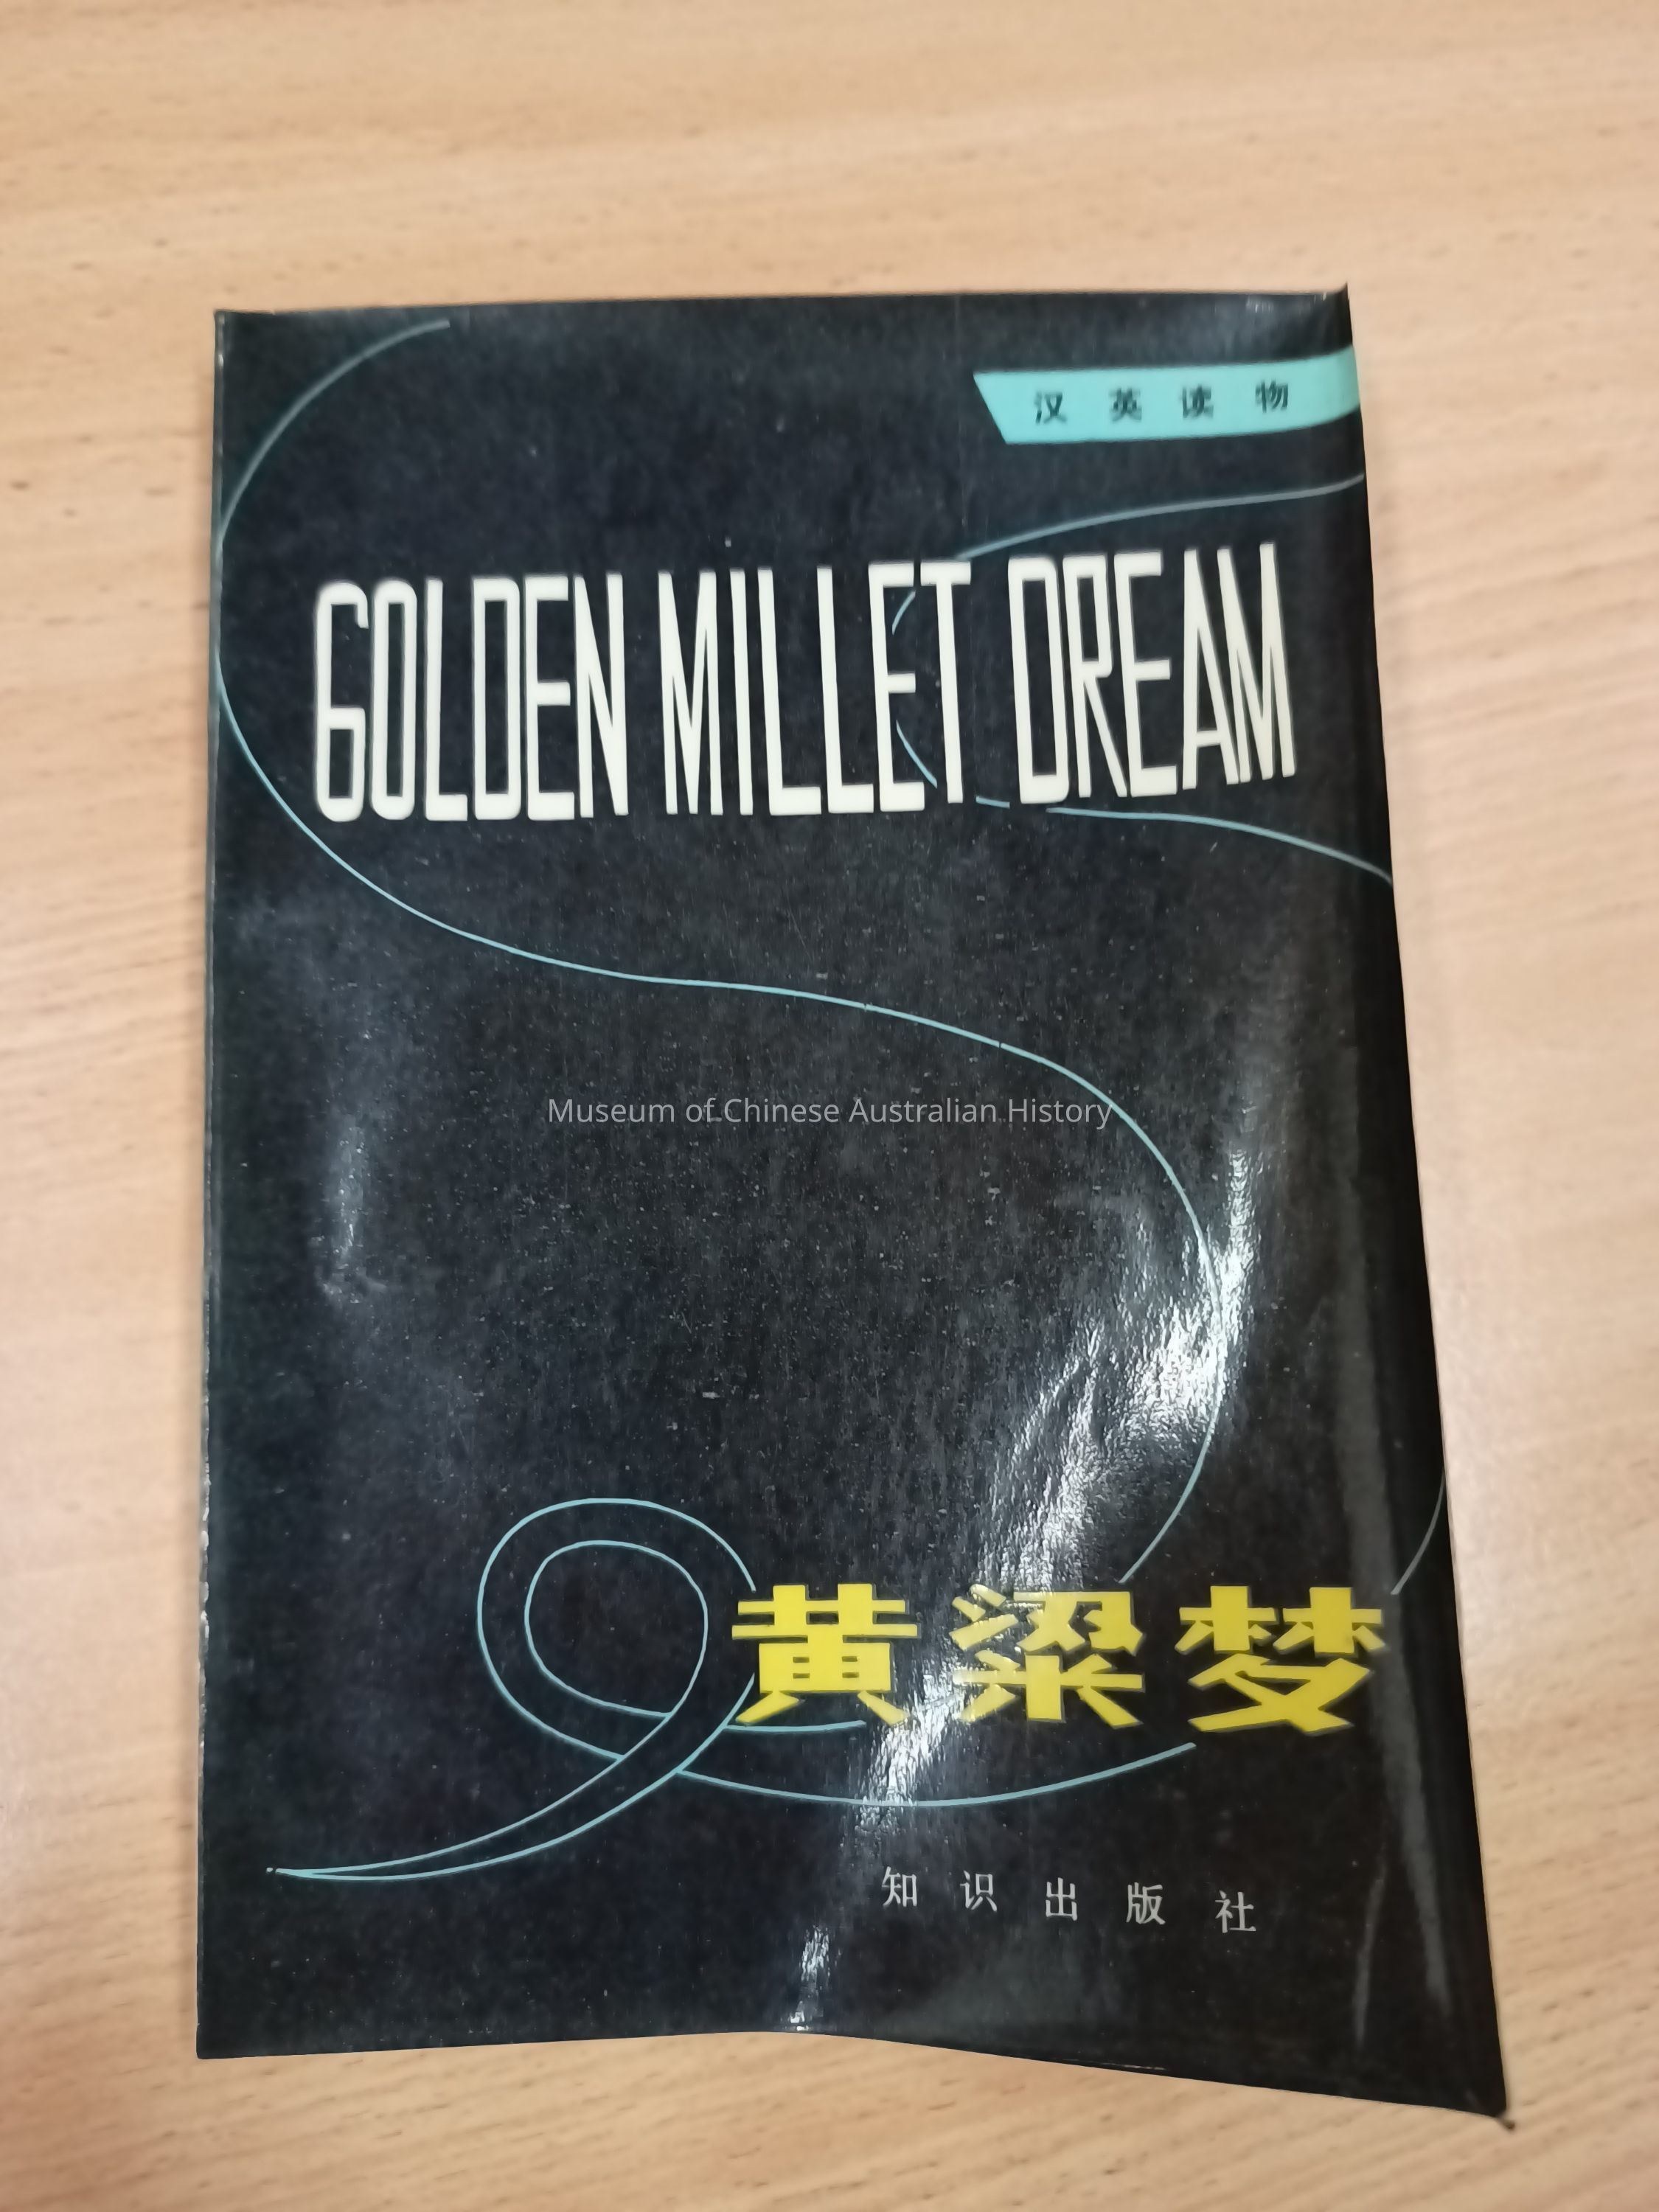 汉英读物
GOLDEN MILLET DREAM
Museum of Chinese Australian History
黄粱梦
知识出版社